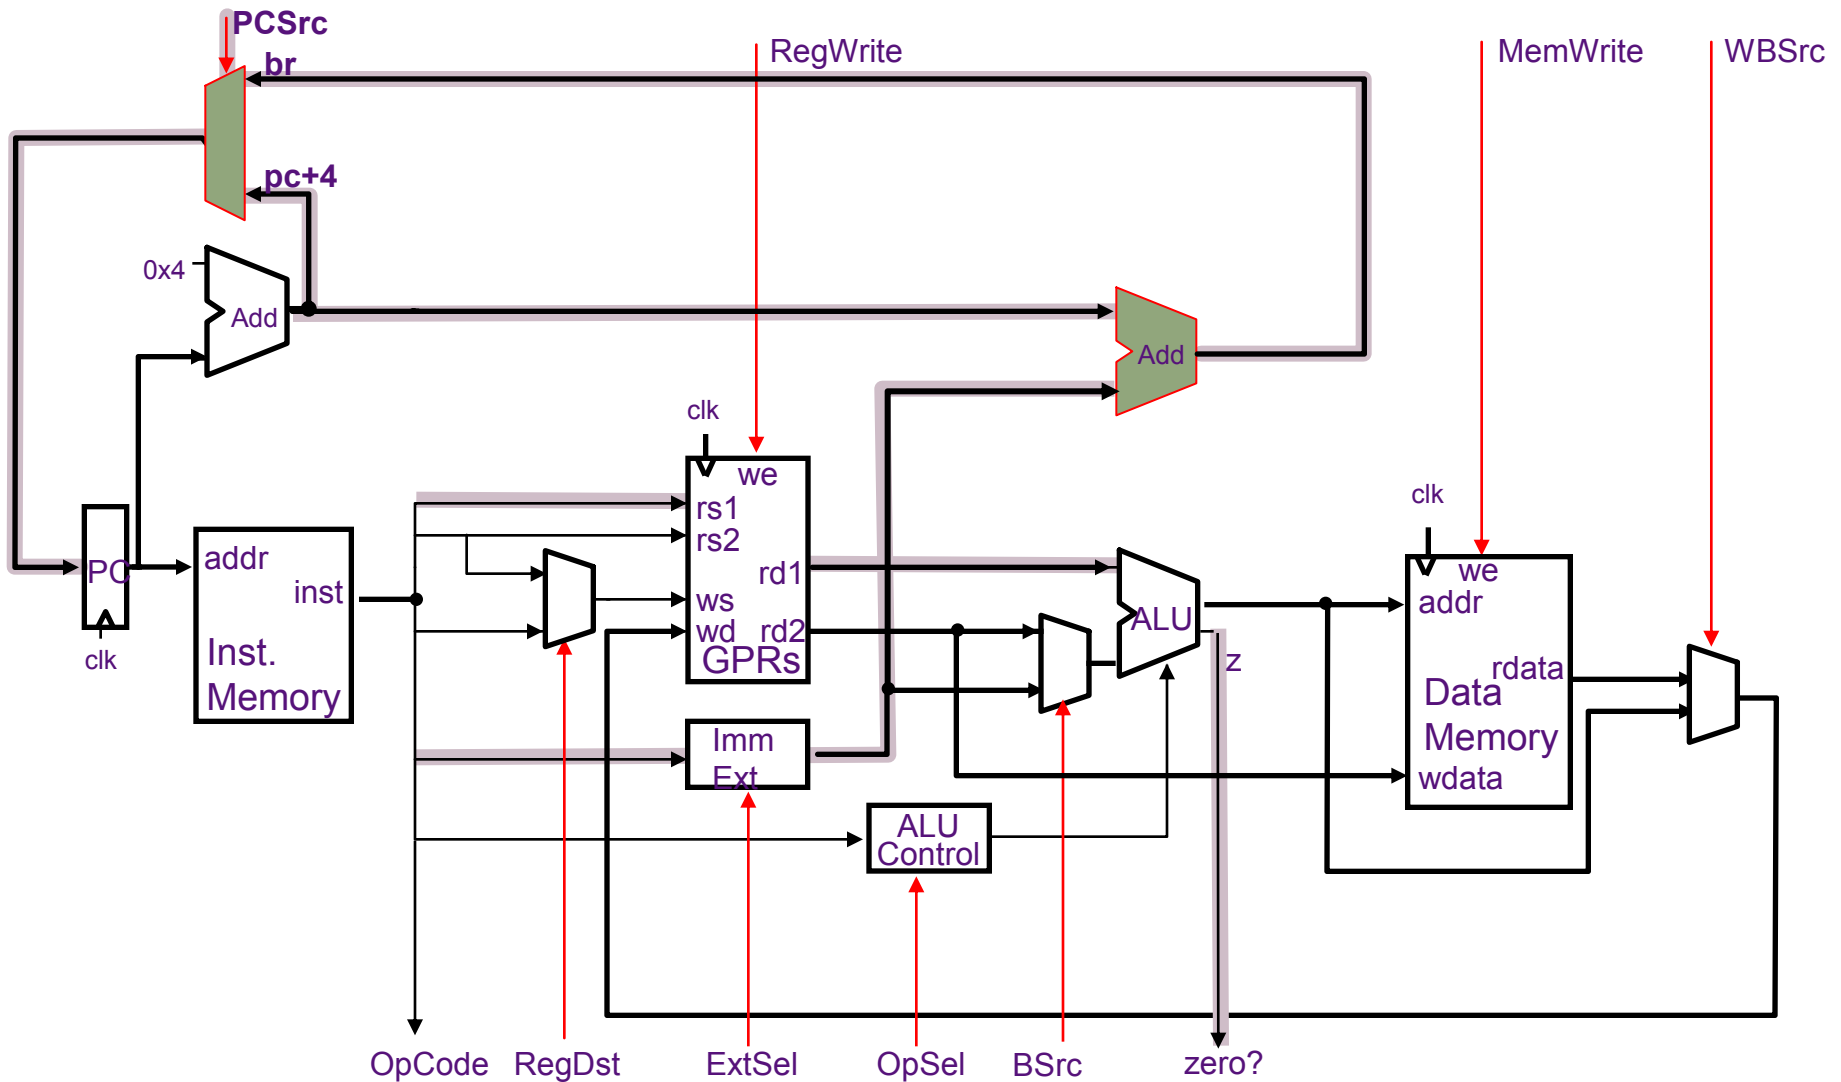 PCSrc
br
RegWrite
MemWrite
WBSrc
pc+4
0x4
Add
Add
clk
we
rs1
rs2
rd1
ws
wd
rd2
GPRs
PC
clk
addr
inst
Inst.
Memory
ALU
z
clk
we
addr
rdata
Data
Memory
wdata
Imm
Ext
ALU
Control
OpCode
RegDst
ExtSel
OpSel
BSrc
zero?